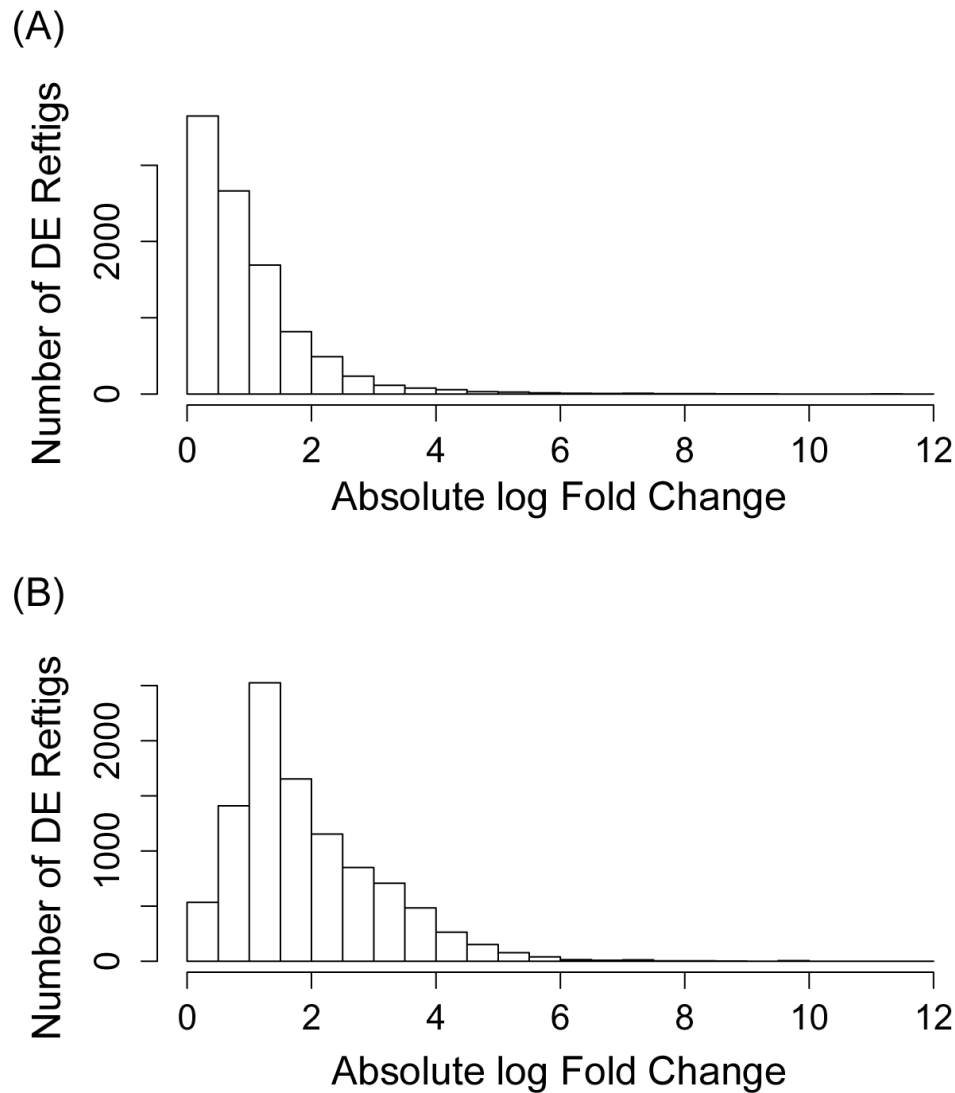 (A)
Number of DE Reftigs
2000
0
0 2 4 6 8 10 12
Absolute log Fold Change
(B)
Number of DE Reftigs
2000
1000
0
0 2 4 6 8 10 12
Absolute log Fold Change